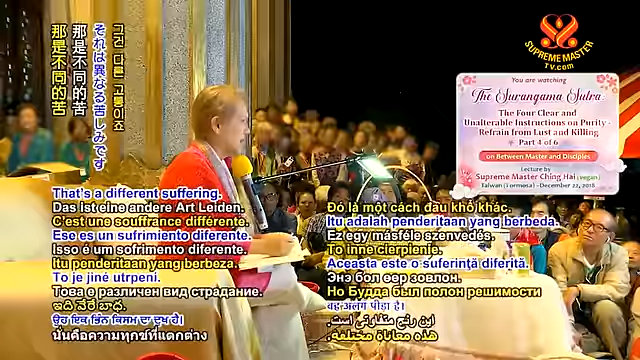 그건 다른 고통이죠
それは異なる苦しみです
那是不同的苦
那是不同的苦
SUPREME MASTER
TV.com
You are watching
The Surangama Sutra:
The Four Clear and
Unalterable Instructions on Purity -
Refrain from Lust and Killing
Part 4 of 6
on Between Master and Disciples
Lecture by
Supreme Master Ching Hai (vegan)
Taiwan (Formosa) - December 22, 2018
That's a different suffering.
Das ist eine andere Art Leiden.
C'est une souffrance différente.
Ese es un sufrimiento diferente.
Isso é um sofrimento diferente.
Itu penderitaan yang berbeza.
To je jiné utrpení.
Това е различен вид страдание.
ఇది వేరే బాధ.
ਉਹ ਇਕ ਭਿੰਨ ਕਿਸਮ ਦਾ ਦੁਖ ਹੈ।
นั่นคือความทุกข์ที่แตกต่าง
Đó là một cách đau khổ khác.
Itu adalah penderitaan yang berbeda.
Ez egy másféle szenvedés.
To inne cierpienie.
Aceasta este o suferinţă diferită.
Энэ бол өөр зовлон.
Но Будда был полон решимости
वह अलग पीड़ा है।
این رنج متفاوتی است.
هذه معاناة مختلفة.